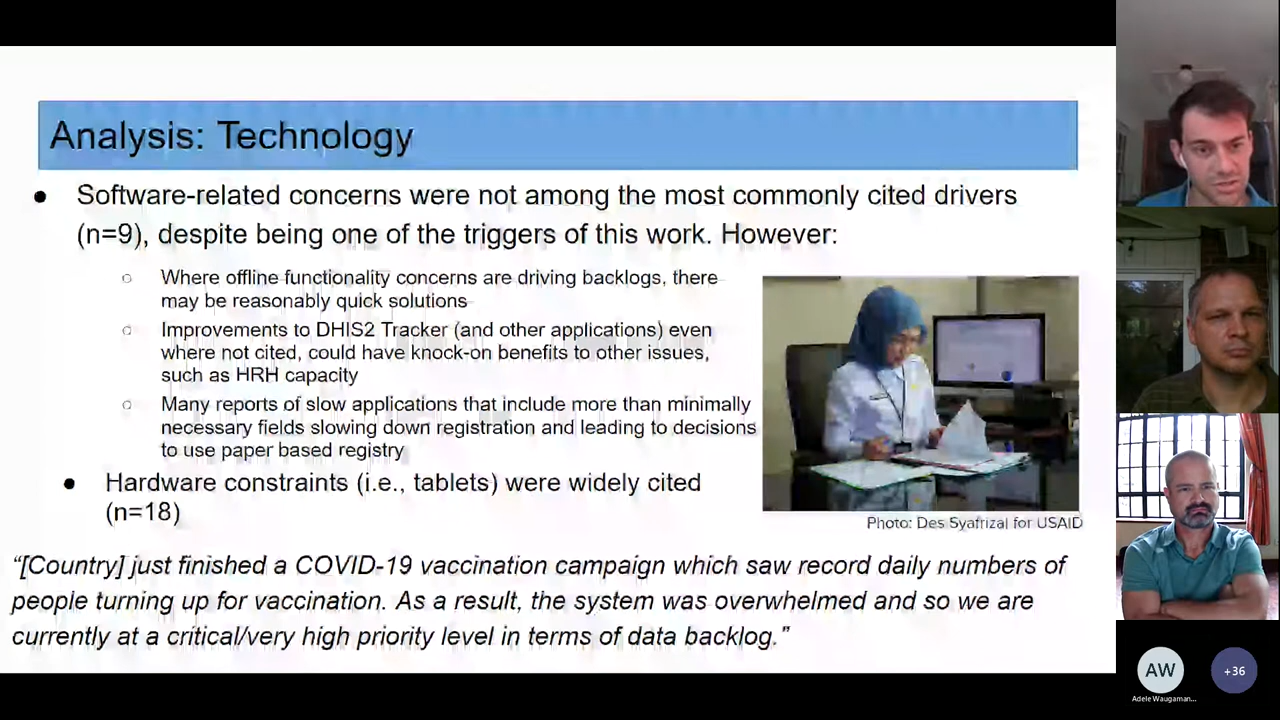 Analysis: Technology
● Software-related concerns were not among the most commonly cited drivers
(n=9), despite being one of the triggers of this work. However:
○ Where offline functionality concerns are driving backlogs, there
may be reasonably quick solutions
○ Improvements to DHIS2 Tracker (and other applications) even
where not cited, could have knock-on benefits to other issues,
such as HRH capacity
○ Many reports of slow applications that include more than minimally
necessary fields slowing down registration and leading to decisions
to use paper based registry
● Hardware constraints (i.e., tablets) were widely cited
(n=18)
Photo: Des Syafrizal for USAID
“[Country] just finished a COVID-19 vaccination campaign which saw record daily numbers of
people turning up for vaccination. As a result, the system was overwhelmed and so we are
currently at a critical/very high priority level in terms of data backlog.”
AW
+36
Adele Waugaman...